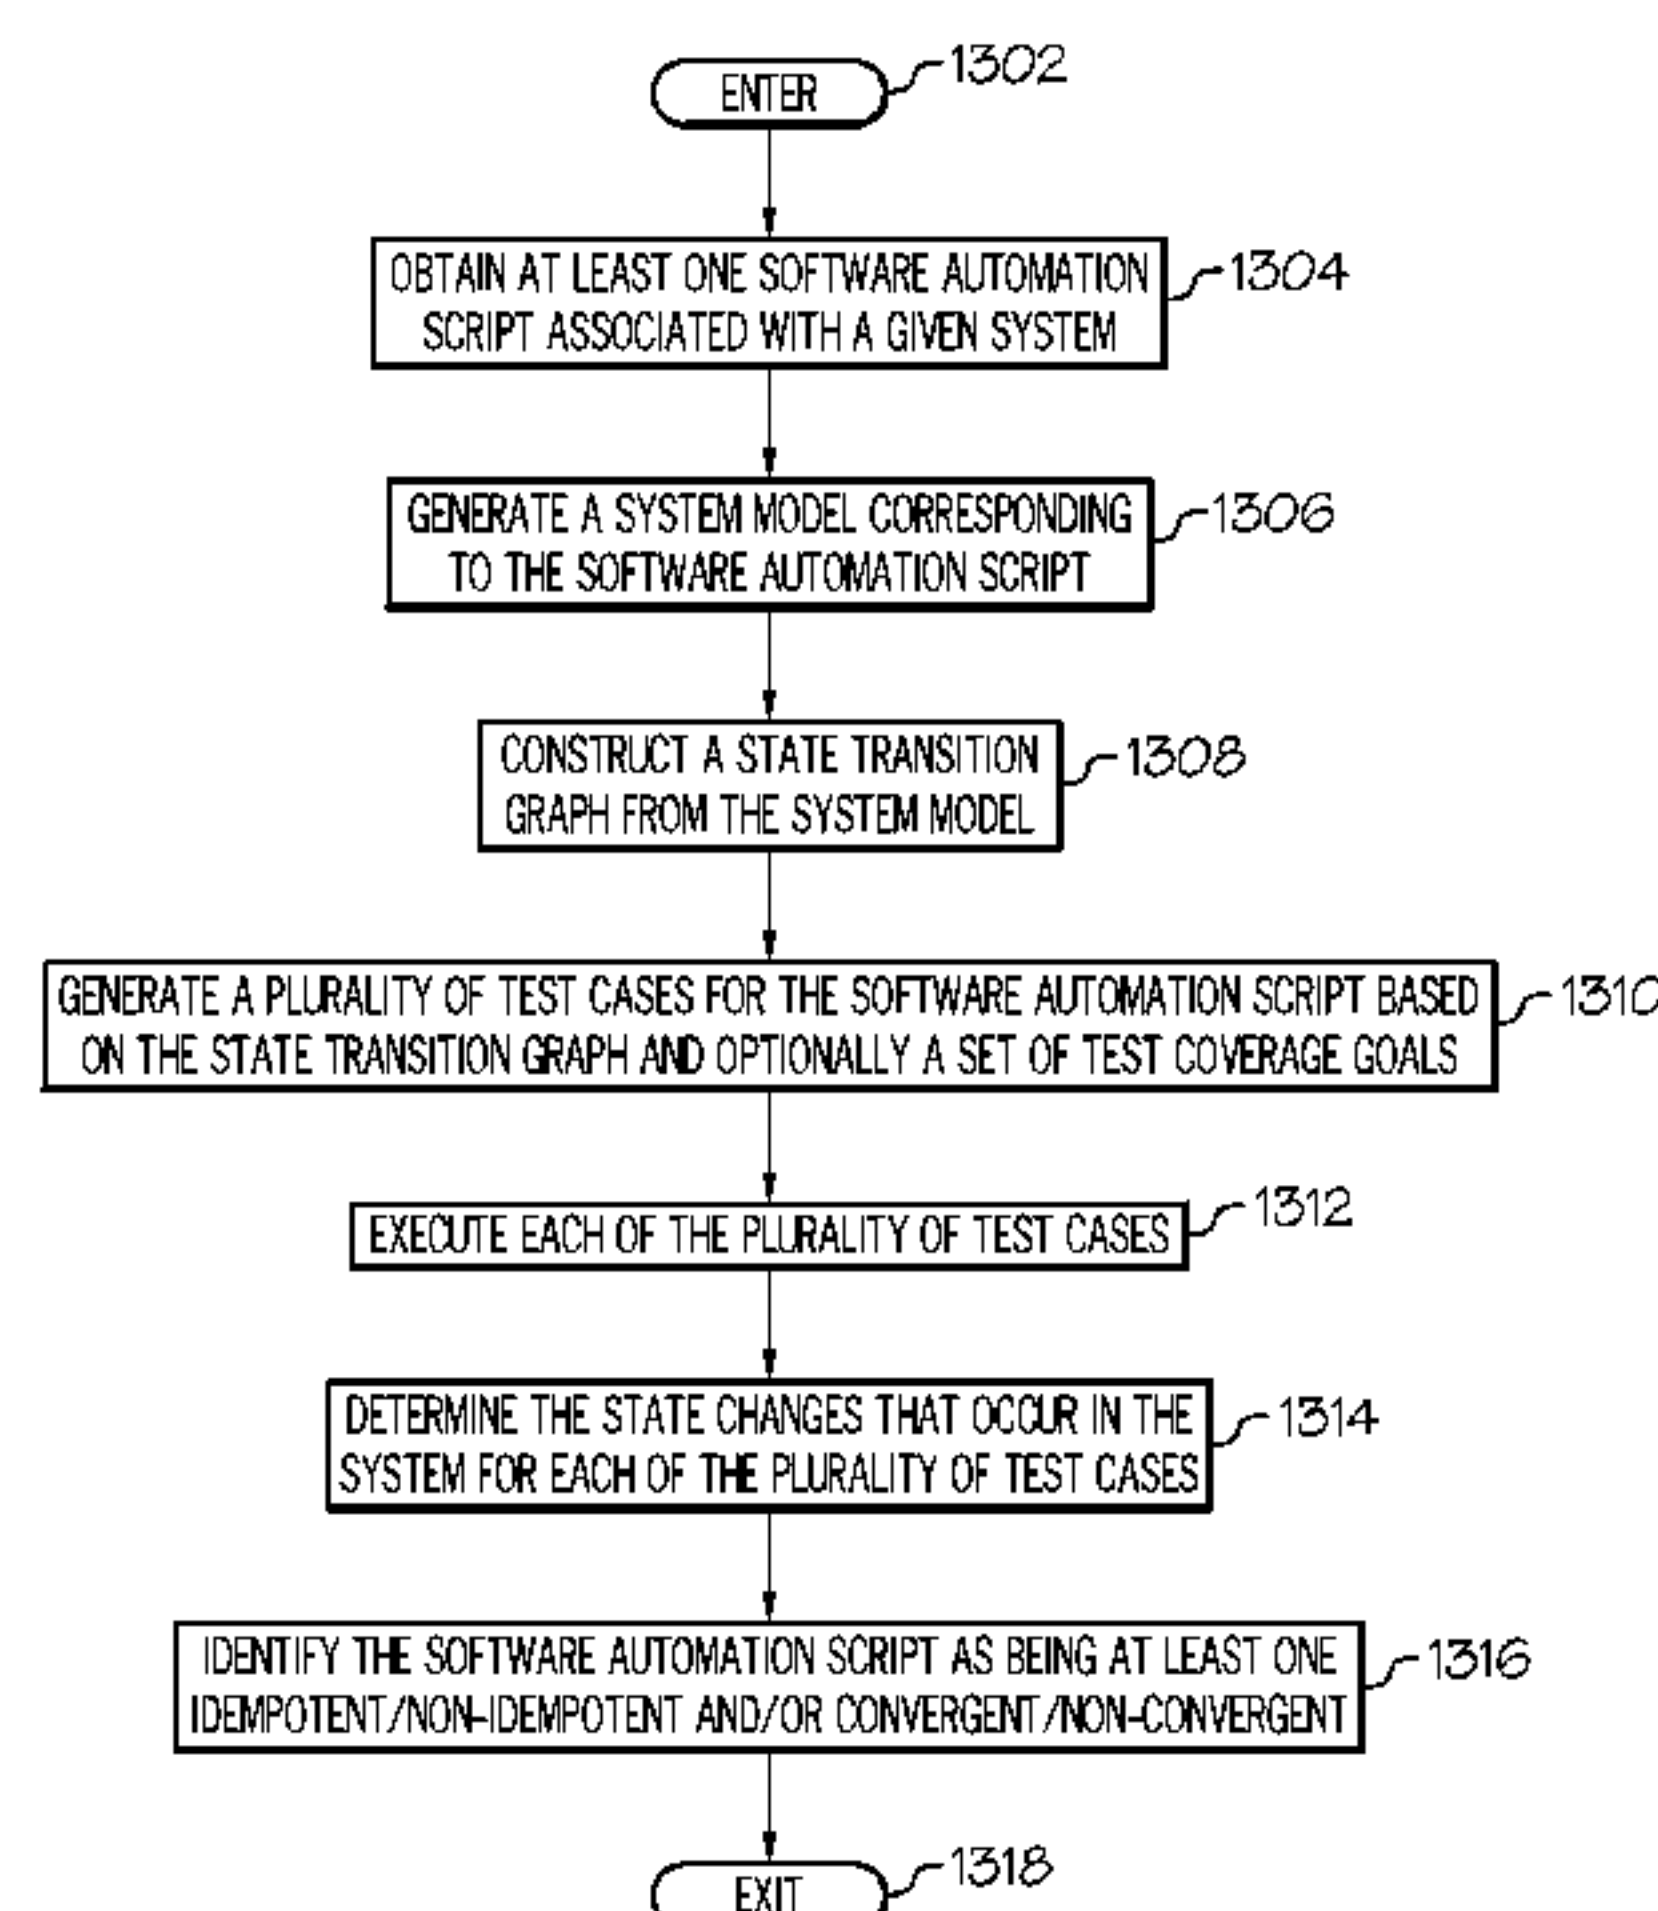 ENTER
1302
OBTAIN AT LEAST ONE SOFTWARE AUTOMATION
SCRIPT ASSOCIATED WITH A GIVEN SYSTEM
1304
GENERATE A SYSTEM MODEL CORRESPONDING
TO THE SOFTWARE AUTOMATION SCRIPT
1306
CONSTRUCT A STATE TRANSITION
GRAPH FROM THE SYSTEM MODEL
1308
GENERATE A PLURALITY OF TEST CASES FOR THE SOFTWARE AUTOMATION SCRIPT BASED
ON THE STATE TRANSITION GRAPH AND OPTIONALLY A SET OF TEST COVERAGE GOALS
1310
EXECUTE EACH OF THE PLURALITY OF TEST CASES
1312
DETERMINE THE STATE CHANGES THAT OCCUR IN THE
SYSTEM FOR EACH OF THE PLURALITY OF TEST CASES
1314
IDENTIFY THE SOFTWARE AUTOMATION SCRIPT AS BEING AT LEAST ONE
IDEMPOTENT/NON-IDEMPOTENT AND/OR CONVERGENT/NON-CONVERGENT
1316
EXIT
1318